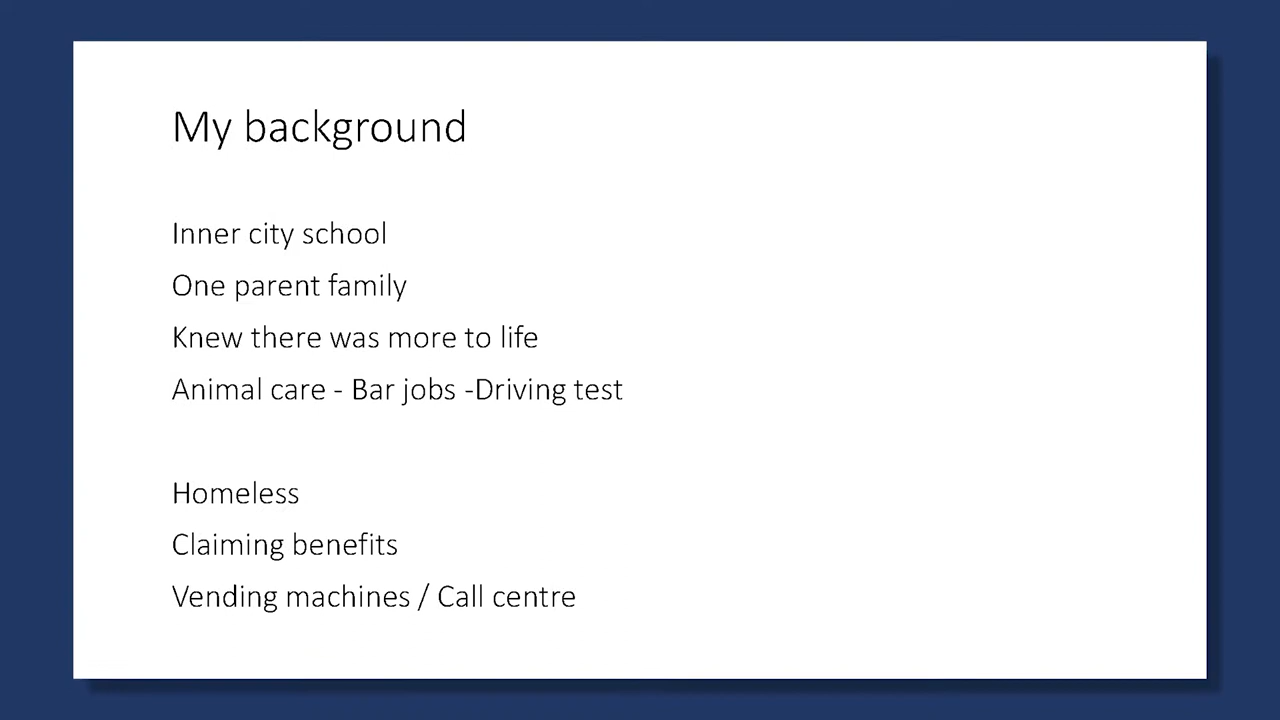 My background
Inner city school
One parent family
Knew there was more to life
Animal care - Bar jobs -Driving test
Homeless
Claiming benefits
Vending machines / Call centre